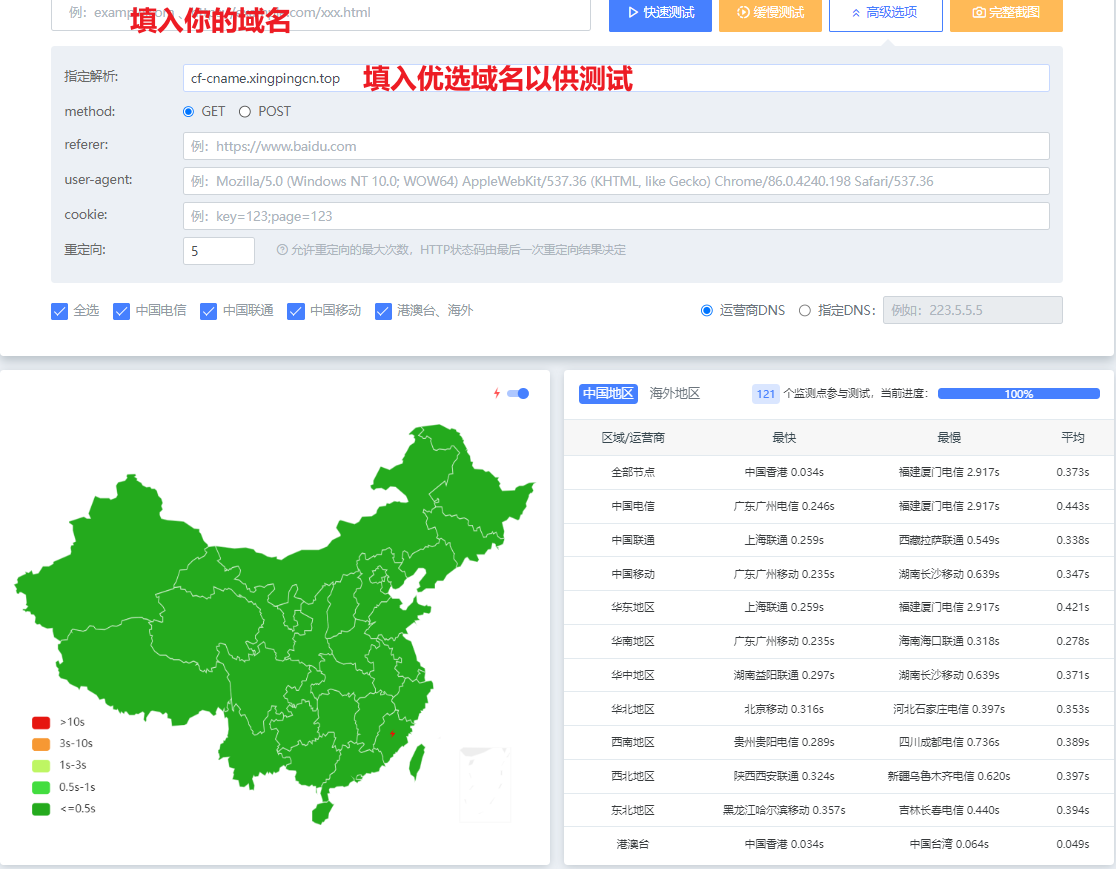 例：example.com、https://example.com/xxx.html
填入你的域名
快速测试
缓慢测试
高级选项
完整截图
指定解析:
cf-cname.xingpingcn.top
填入优选域名以供测试
method:
GET
POST
referer:
例：https://www.baidu.com
user-agent:
例：Mozilla/5.0 (Windows NT 10.0; WOW64) AppleWebKit/537.36 (KHTML, like Gecko) Chrome/86.0.4240.198 Safari/537.36
cookie:
例：key=123;page=123
重定向:
5
允许重定向的最大次数，HTTP状态码由最后一次重定向结果决定
全选
中国电信
中国联通
中国移动
港澳台、海外
运营商DNS
指定DNS:
例如：223.5.5.5
>10s
3s-10s
1s-3s
0.5s-1s
<=0.5s
中国地区
海外地区
121 个监测点参与测试，当前进度：
100%
区域/运营商 最快 最慢 平均
全部节点 中国香港 0.034s 福建厦门电信 2.917s 0.373s
中国电信 广东广州电信 0.246s 福建厦门电信 2.917s 0.443s
中国联通 上海联通 0.259s 西藏拉萨联通 0.549s 0.338s
中国移动 广东广州移动 0.235s 湖南长沙移动 0.639s 0.347s
华东地区 上海联通 0.259s 福建厦门电信 2.917s 0.421s
华南地区 广东广州移动 0.235s 海南海口联通 0.318s 0.278s
华中地区 湖南益阳联通 0.297s 湖南长沙移动 0.639s 0.371s
华北地区 北京移动 0.316s 河北石家庄电信 0.397s 0.353s
西南地区 贵州贵阳电信 0.289s 四川成都电信 0.736s 0.389s
西北地区 陕西西安联通 0.324s 新疆乌鲁木齐电信 0.620s 0.397s
东北地区 黑龙江哈尔滨移动 0.357s 吉林长春电信 0.440s 0.394s
港澳台 中国香港 0.034s 中国台湾 0.064s 0.049s